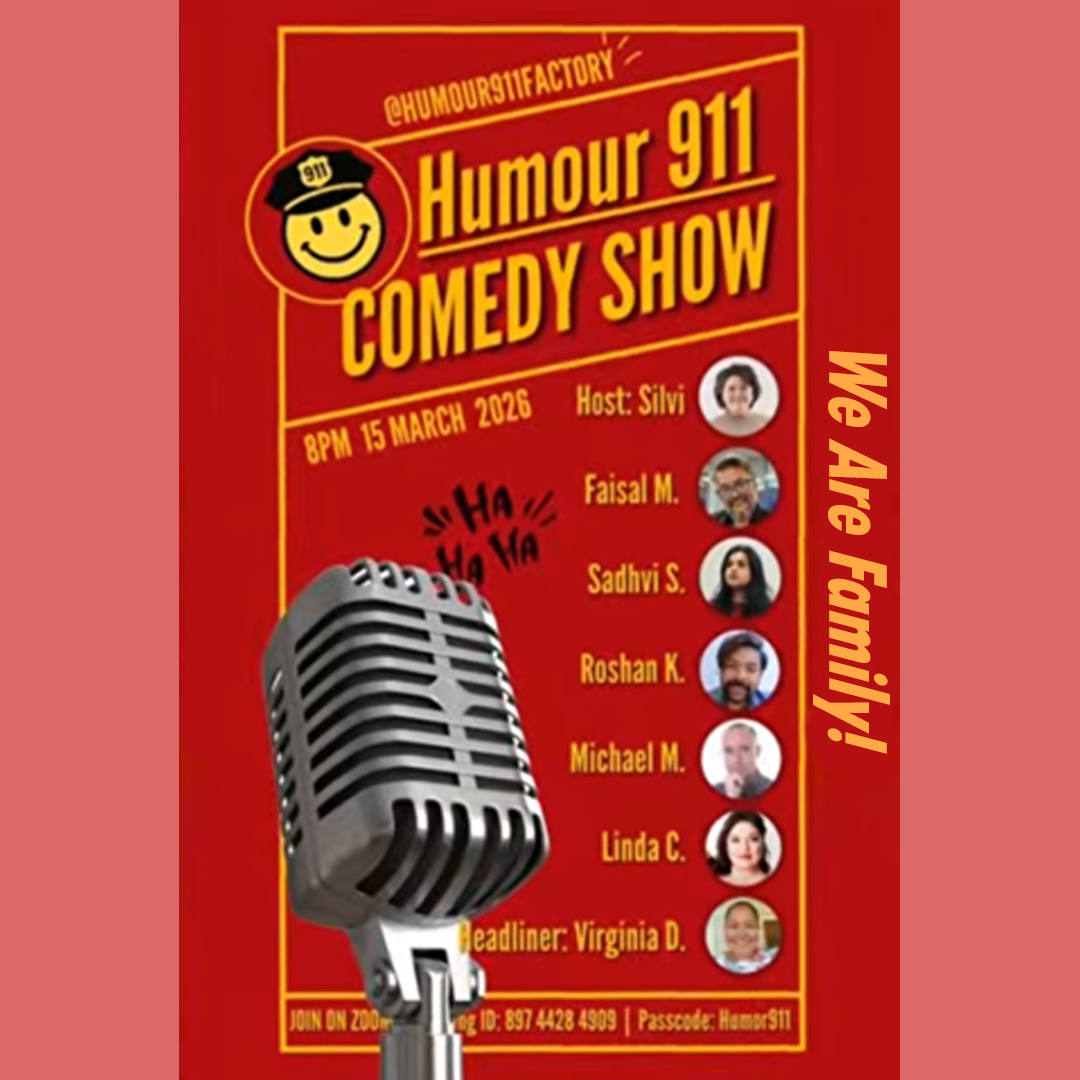 @HUMOUR911FACTORY
911
Humour 911
COMEDY SHOW
8PM 15 MARCH 2026
Host: Silvi
Faisal M.
Sadhvi S.
Roshan K.
Michael M.
Linda C.
Headliner: Virginia D.
HA
HA HA
JOIN ON ZOOM ng ID: 897 4428 4909 | Passcode: Humor911
We Are Family!